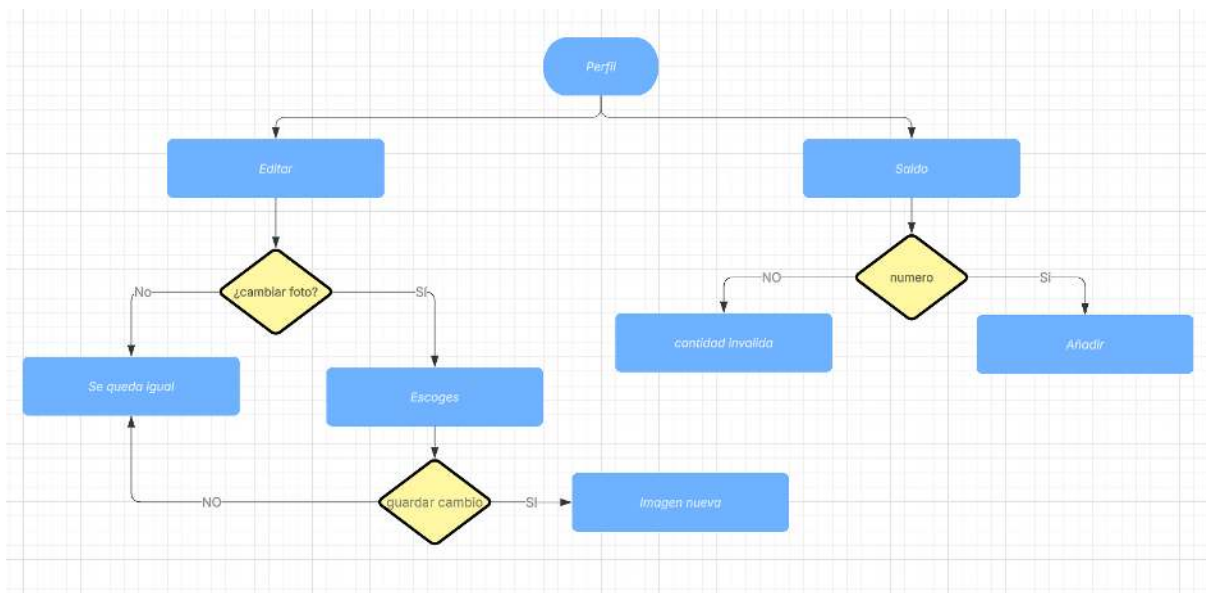 Perfil
Editar
Saldo
¿cambiar foto?
No
Sí
numero
NO
Si
Se queda igual
Escoges
cantidad invalida
Añadir
guardar cambio
NO
SI
Imagen nueva